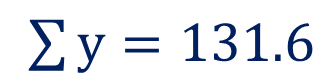 ∑ y = 131.6